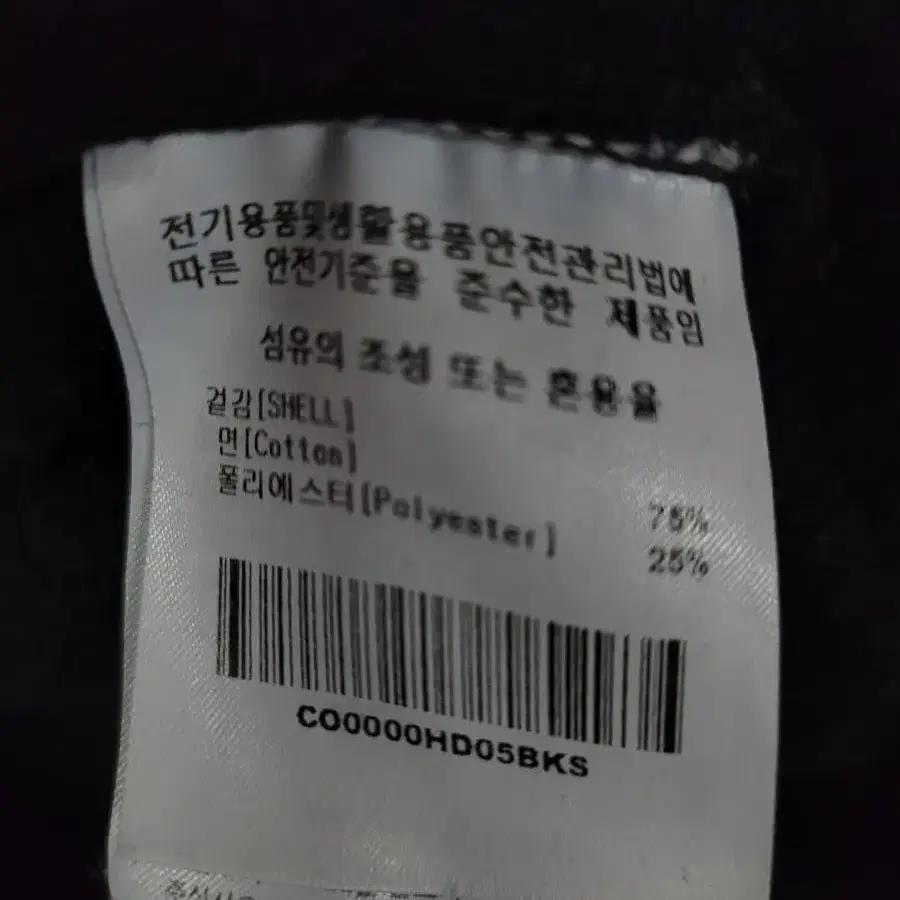 전기용품및생활용품안전관리법에
따른 안전기준을 준수한 제품임
섬유의 조성 또는 혼용율
겉감[SHELL]
면[Cotton] 75%
폴리에스터[Polyester] 25%
CO0000HD05BKS